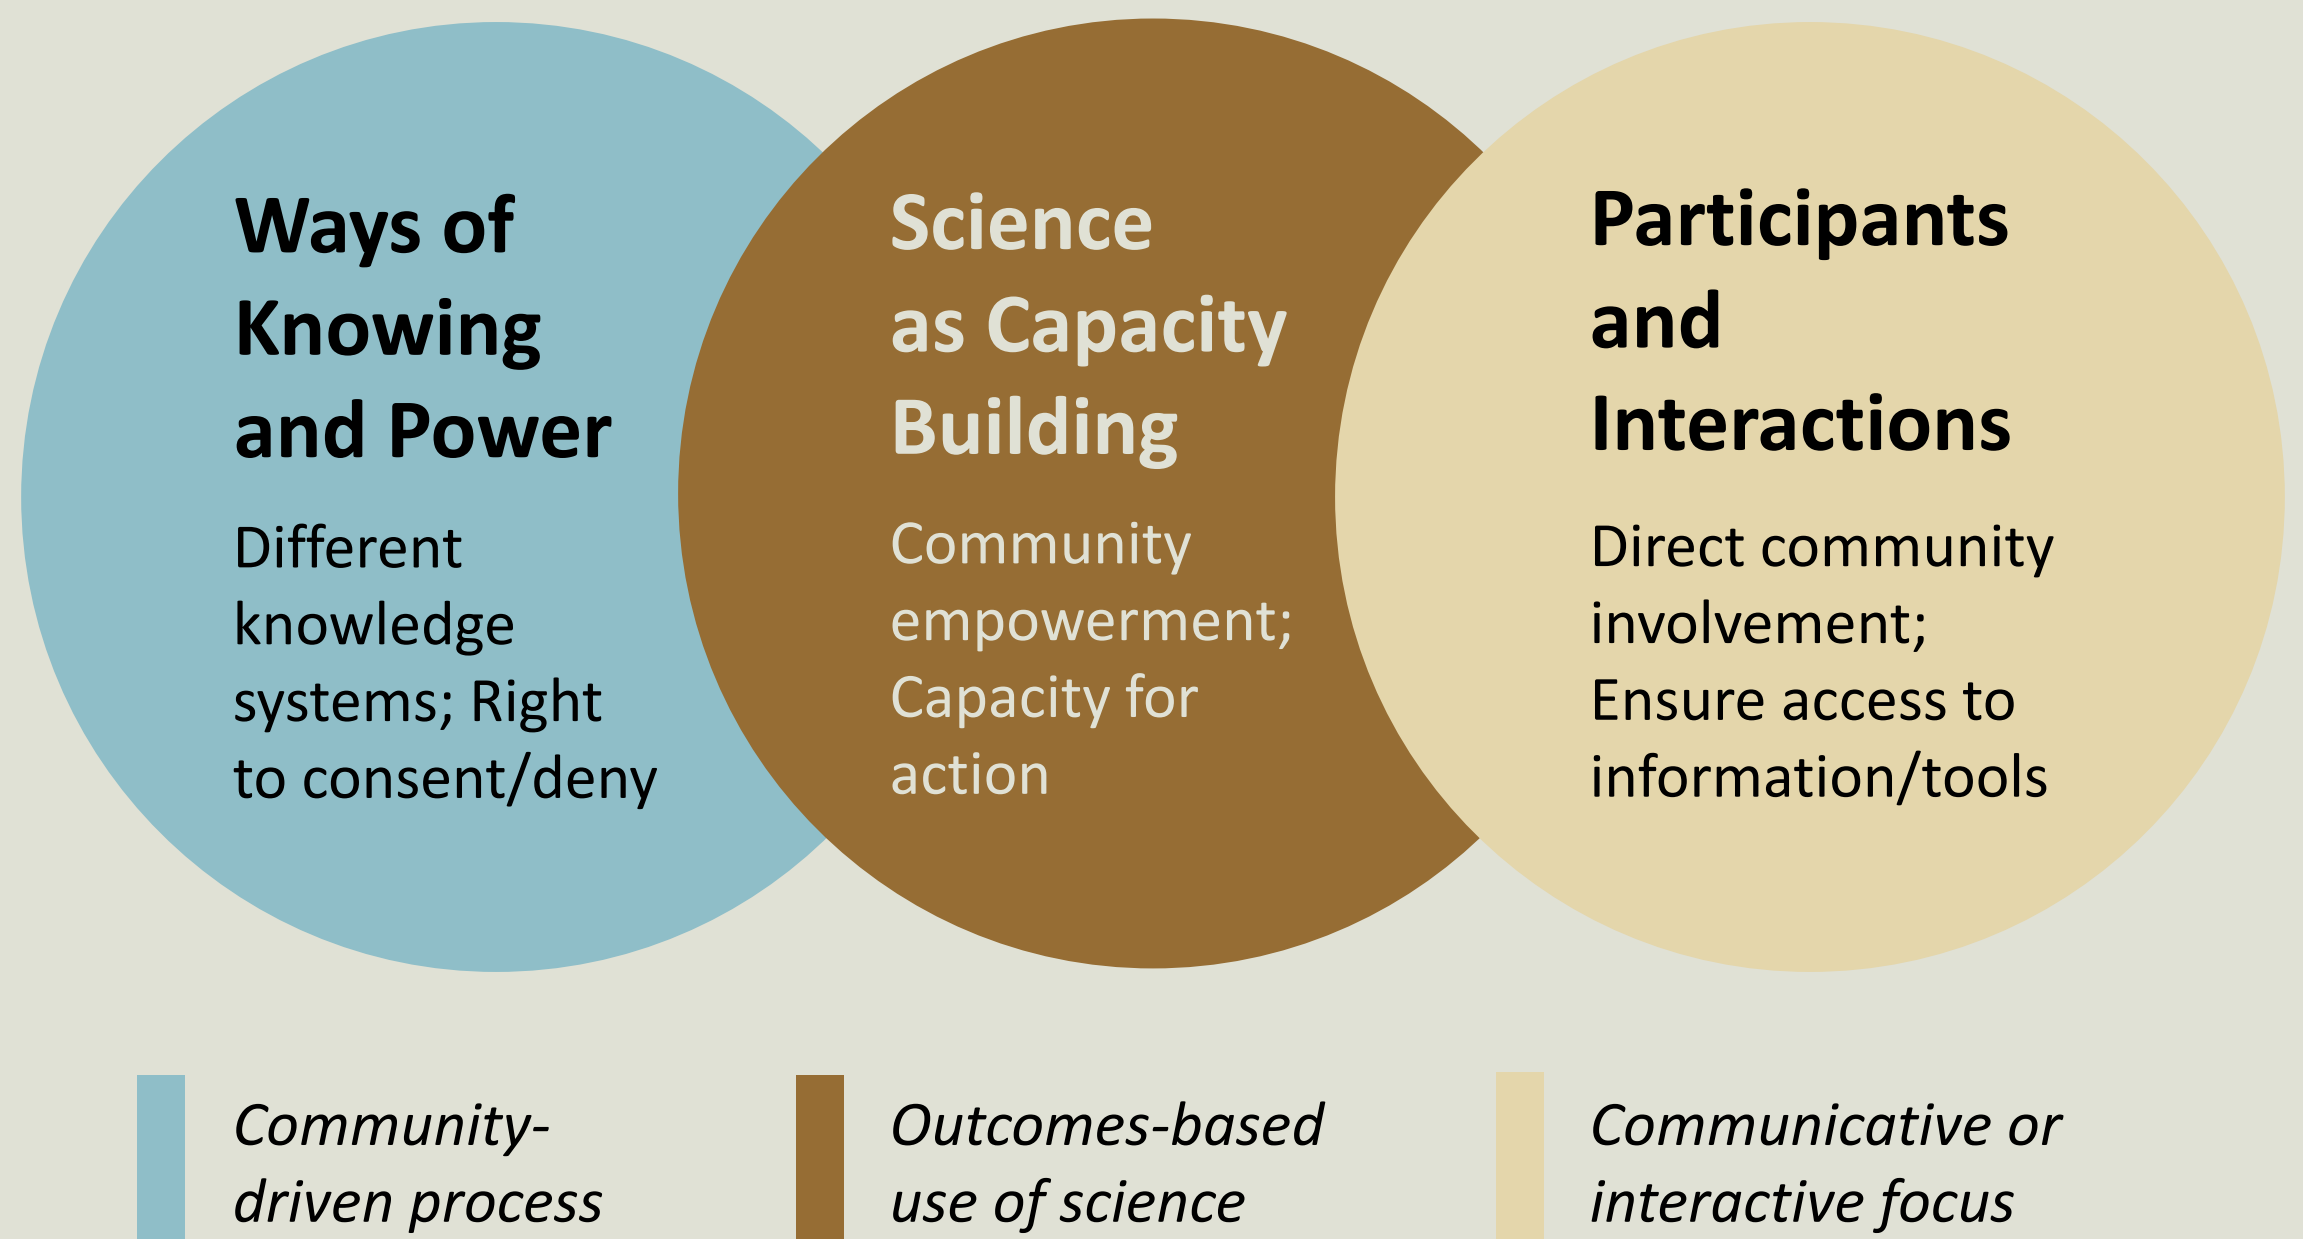 Ways of
Knowing
and Power
Different
knowledge
systems; Right
to consent/deny
Science
as Capacity
Building
Community
empowerment;
Capacity for
action
Participants
and
Interactions
Direct community
involvement;
Ensure access to
information/tools
Community-
driven process
Outcomes-based
use of science
Communicative or
interactive focus